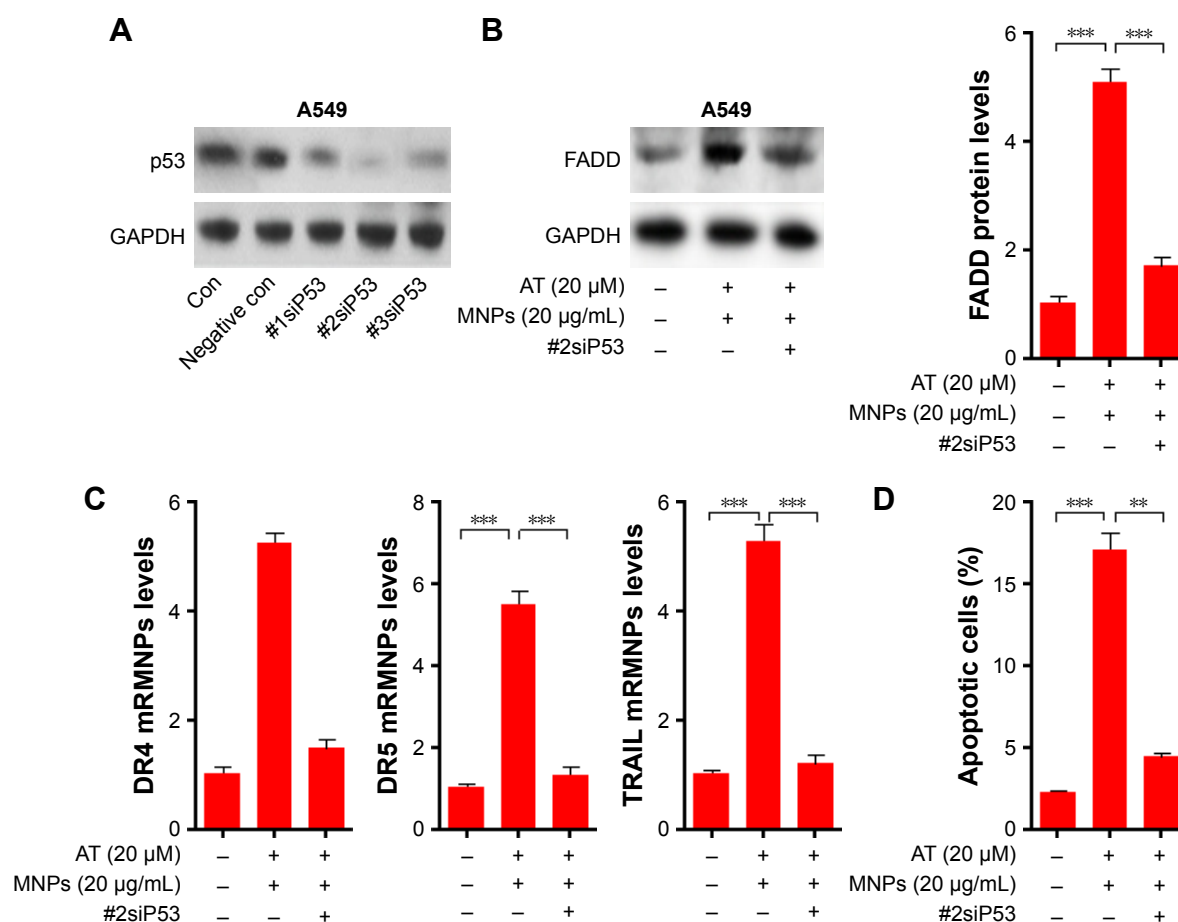 A
A549
p53
GAPDH
Con
Negative con
#1siP53
#2siP53
#3siP53
B
A549
FADD
GAPDH
AT (20 µM) – + +
MNPs (20 µg/mL) – + +
#2siP53 – – +
FADD protein levels
6
4
2
0
*** ***
AT (20 µM) – + +
MNPs (20 µg/mL) – + +
#2siP53 – – +
C
DR4 mRMNPs levels
6
4
2
0
AT (20 µM) – + +
MNPs (20 µg/mL) – + +
#2siP53 – – +
DR5 mRMNPs levels
8
6
4
2
0
*** ***
– + +
– + +
– – +
TRAIL mRMNPs levels
6
4
2
0
*** ***
– + +
– + +
– – +
D
Apoptotic cells (%)
20
15
10
5
0
*** **
AT (20 µM) – + +
MNPs (20 µg/mL) – + +
#2siP53 – – +